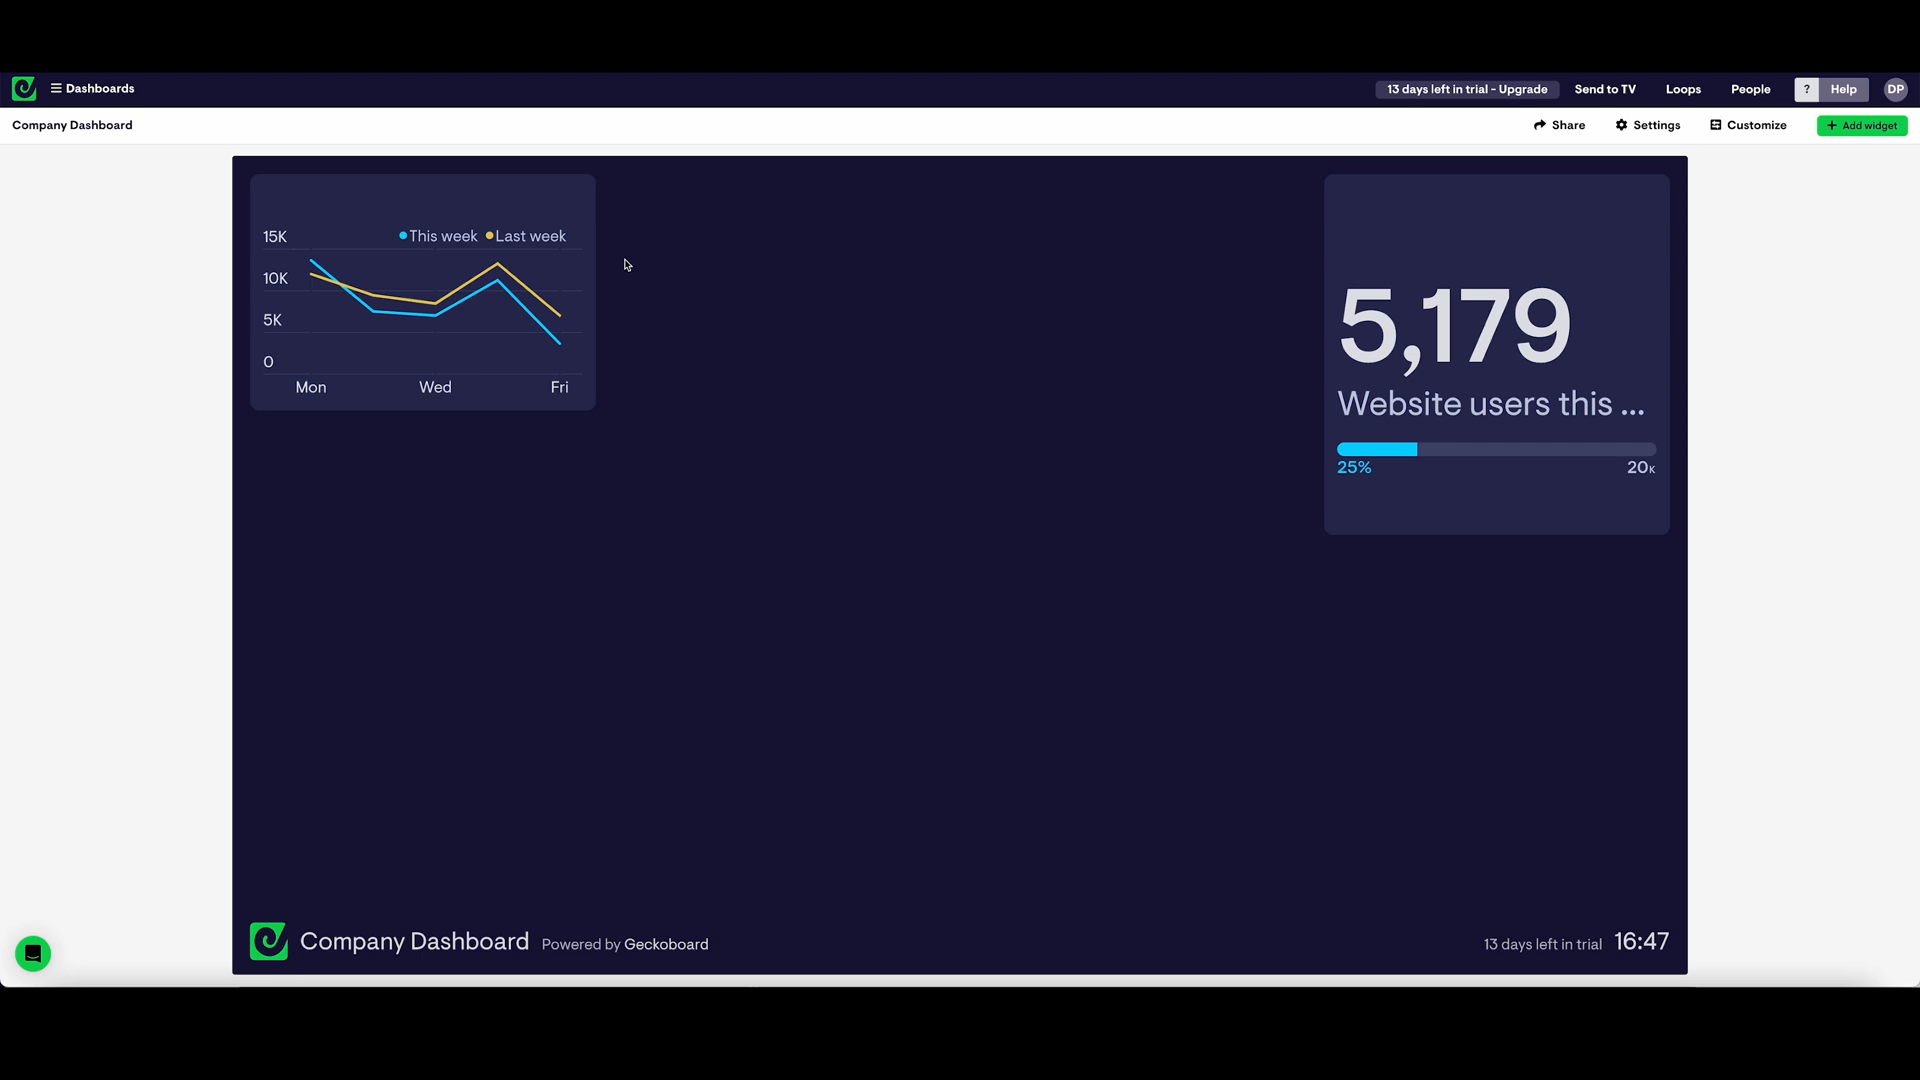 Dashboards
13 days left in trial - Upgrade
Send to TV
Loops
People
? Help
DP
Company Dashboard
Share
Settings
Customize
+ Add widget
15K
This week
Last week
10K
5K
0
Mon
Wed
Fri
5,179
Website users this ...
25%
20K
Company Dashboard
Powered by Geckoboard
13 days left in trial
16:47